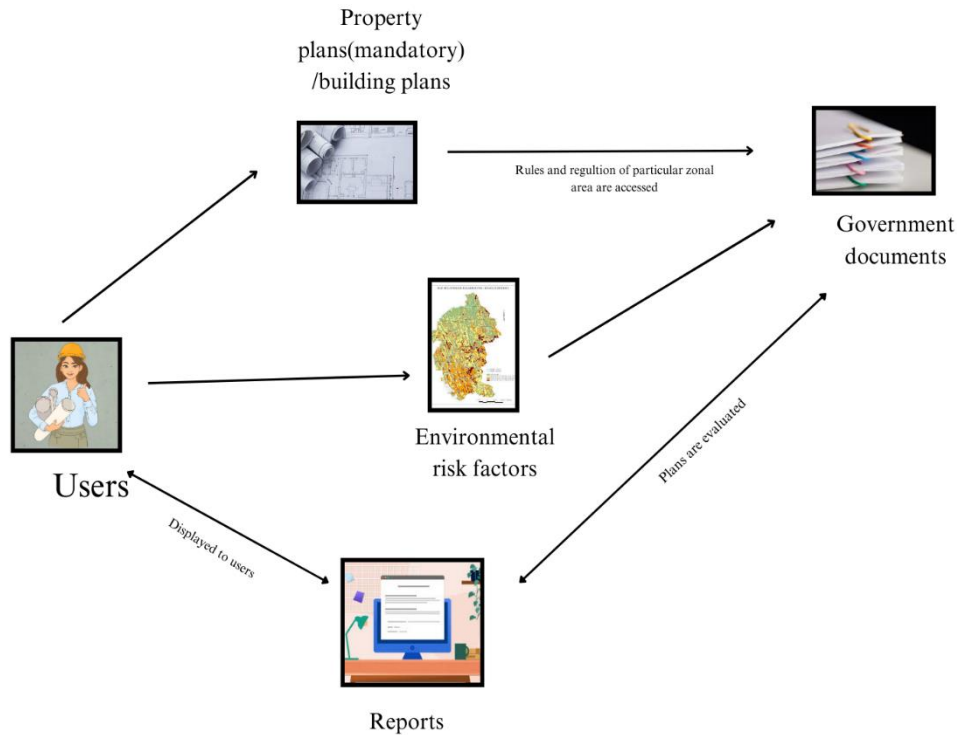 Property
plans(mandatory)
/building plans
Rules and regultion of particular zonal
area are accessed
Government
documents
Environmental
risk factors
Users
Plans are evaluated
Displayed to users
Reports